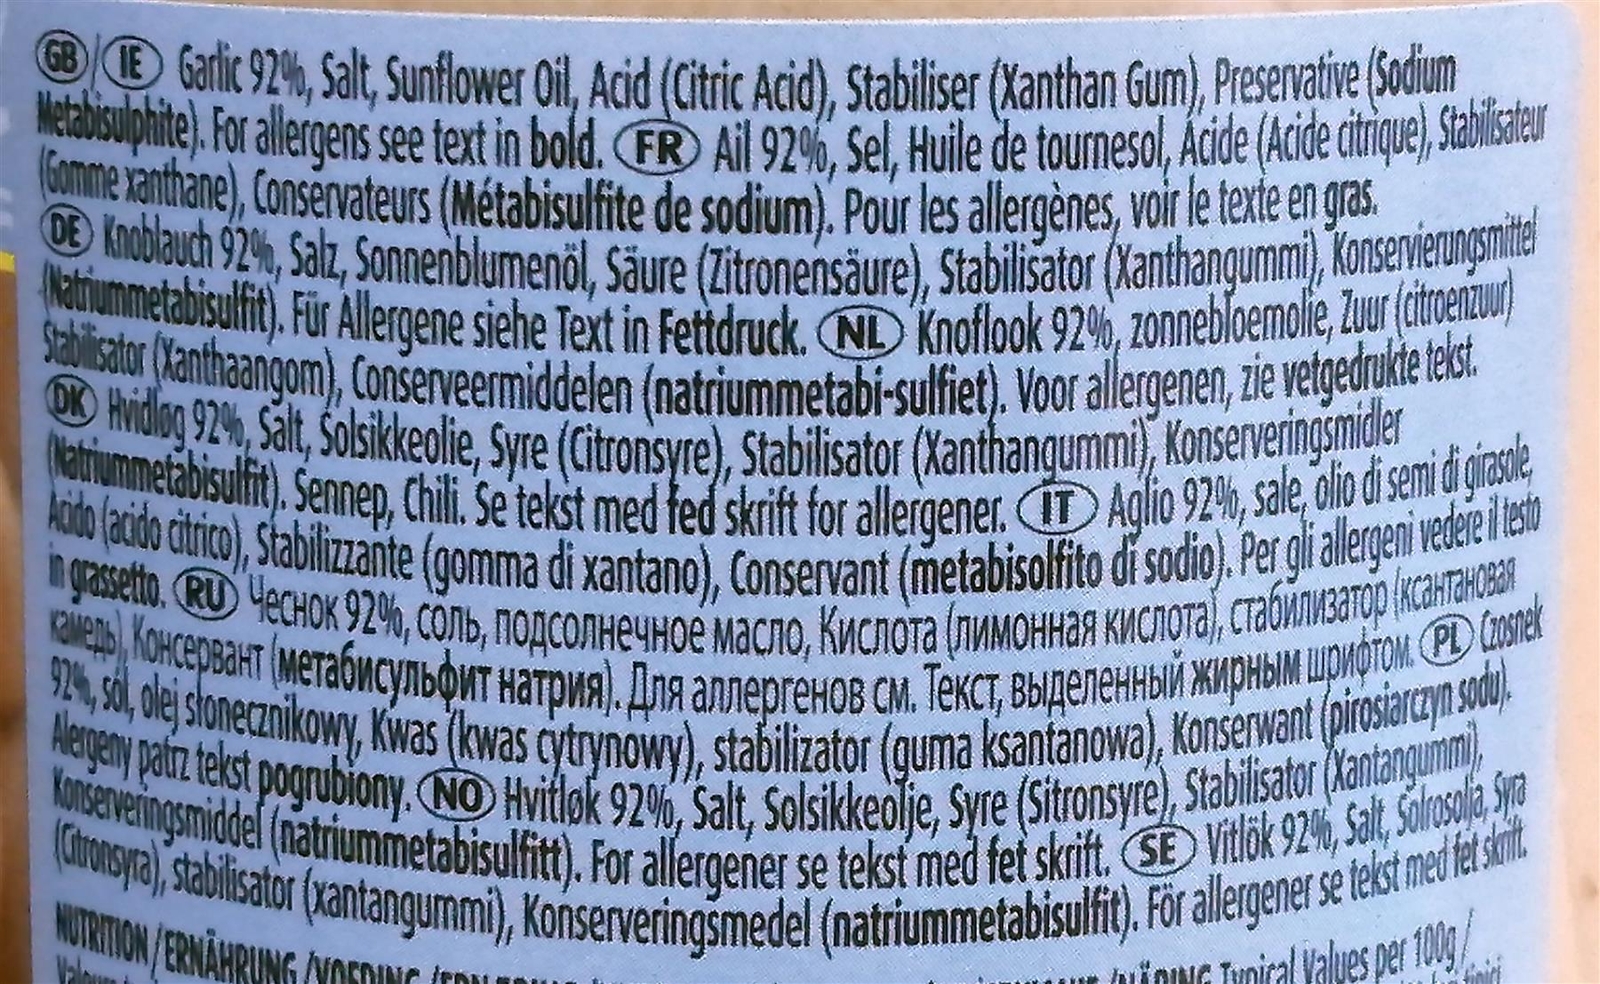 GB / IE Garlic 92%, Salt, Sunflower Oil, Acid (Citric Acid), Stabiliser (Xanthan Gum), Preservative (Sodium
Metabisulphite). For allergens see text in bold. FR Ail 92%, Sel, Huile de tournesol, Acide (Acide citrique), Stabilisateur
(Gomme xanthane), Conservateurs (Métabisulfite de sodium). Pour les allergènes, voir le texte en gras.
DE Knoblauch 92%, Salz, Sonnenblumenöl, Säure (Zitronensäure), Stabilisator (Xanthangummi), Konservierungsmittel
(Natriummetabisulfit). Für Allergene siehe Text in Fettdruck. NL Knoflook 92%, zonnebloemolie, Zuur (citroenzuur)
Stabilisator (Xanthaangom), Conserveermiddelen (natriummetabi-sulfiet). Voor allergenen, zie vetgedrukte tekst.
DK Hvidløg 92%, Salt, Solsikkeolie, Syre (Citronsyre), Stabilisator (Xanthangummi), Konserveringsmidler
(Natriummetabisulfit). Sennep, Chili. Se tekst med fed skrift for allergener. IT Aglio 92%, sale, olio di semi di girasole,
Acido (acido citrico), Stabilizzante (gomma di xantano), Conservant (metabisolfito di sodio). Per gli allergeni vedere il testo
in grassetto. RU Чеснок 92%, соль, подсолнечное масло, Кислота (лимонная кислота), стабилизатор (ксантановая
камедь), Консервант (метабисульфит натрия). Для аллергенов см. Текст, выделенный жирным шрифтом. PL Czosnek
92%, sól, olej słonecznikowy, Kwas (kwas cytrynowy), stabilizator (guma ksantanowa), Konserwant (pirosiarczyn sodu).
Alergeny patrz tekst pogrubiony. NO Hvitløk 92%, Salt, Solsikkeolje, Syre (Sitronsyre), Stabilisator (Xantangummi),
Konserveringsmiddel (natriummetabisulfitt). For allergener se tekst med fet skrift. SE Vitlök 92%, Salt, Solrosolja, Syra
(Citronsyra), stabilisator (xantangummi), Konserveringsmedel (natriummetabisulfit). För allergener se tekst med fet skrift.
NUTRITION / ERNÄHRUNG / VOEDING / NÄRING Typical Values per 100g /